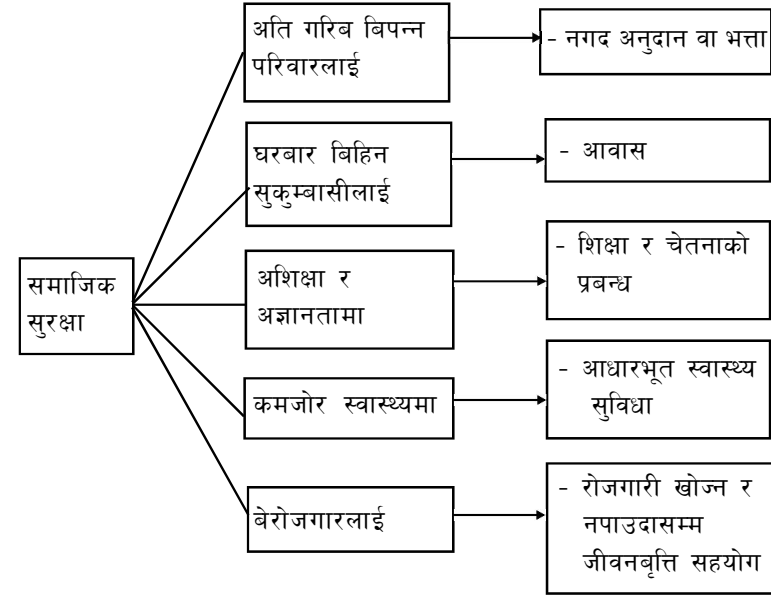 समाजिक
सुरक्षा
अति गरिब बिपन्न
परिवारलाई
- नगद अनुदान वा भत्ता
घरबार बिहिन
सुकुम्बासीलाई
- आवास
अशिक्षा र
अज्ञानतामा
- शिक्षा र चेतनाको
प्रबन्ध
कमजोर स्वास्थ्यमा
- आधारभूत स्वास्थ्य
सुविधा
बेरोजगारलाई
- रोजगारी खोज्न र
नपाउदासम्म
जीवनबृत्ति सहयोग